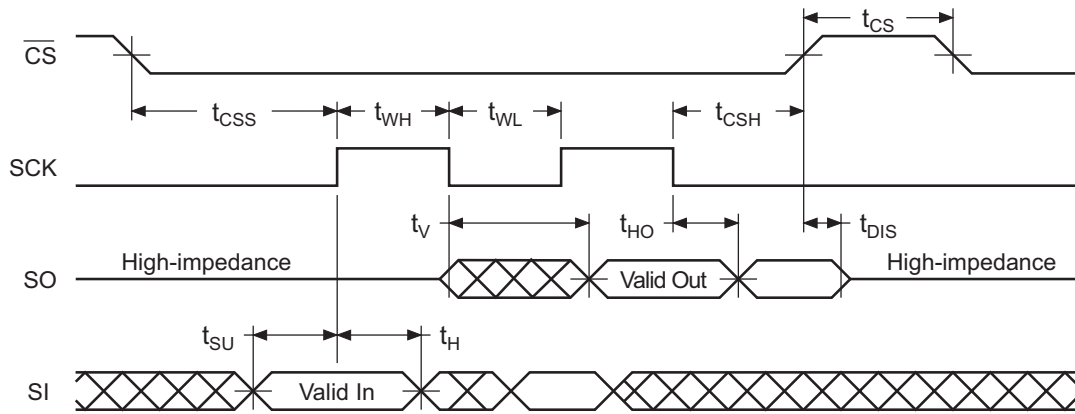 t_CS
C̅S̅
t_CSS t_WH t_WL t_CSH
SCK
t_V t_HO t_DIS
SO High-impedance Valid Out High-impedance
t_SU t_H
SI Valid In